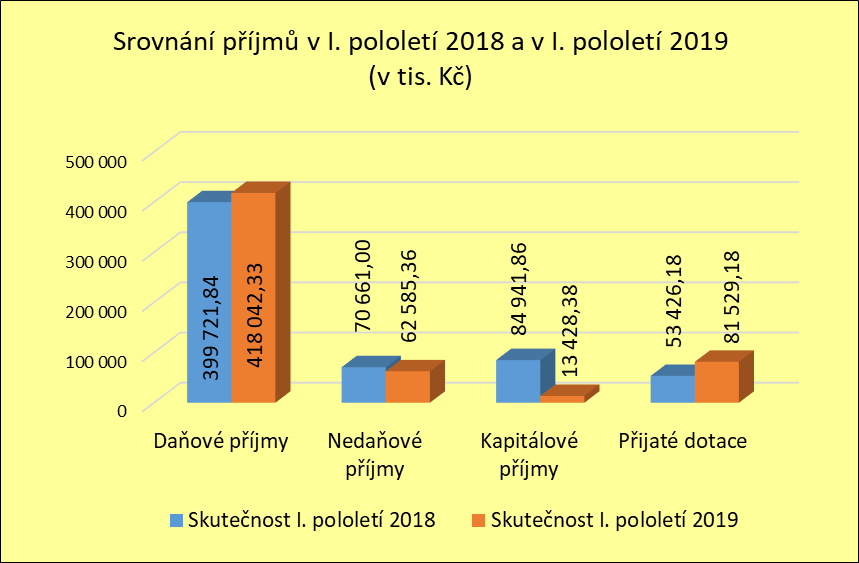 Srovnání příjmů v I. pololetí 2018 a v I. pololetí 2019
(v tis. Kč)
500 000
400 000
300 000
200 000
100 000
0
399 721,84
418 042,33
70 661,00
62 585,36
84 941,86
13 428,38
53 426,18
81 529,18
Daňové příjmy
Nedaňové
příjmy
Kapitálové
příjmy
Přijaté dotace
Skutečnost I. pololetí 2018
Skutečnost I. pololetí 2019